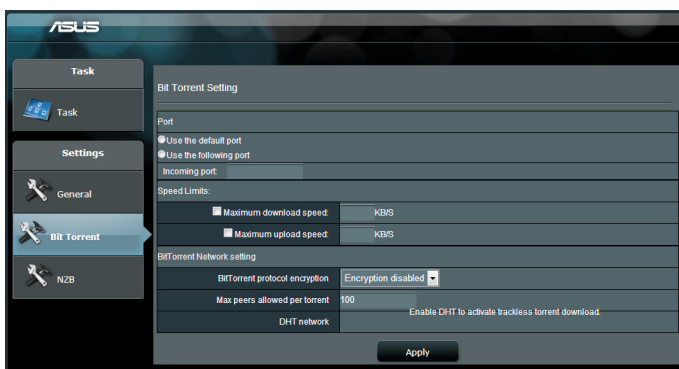 ASUS
Task
Task
Settings
General
Bit Torrent
NZB
Bit Torrent Setting
Port
Use the default port
Use the following port
Incoming port:
Speed Limits:
Maximum download speed: KB/S
Maximum upload speed: KB/S
BitTorrent Network setting
BitTorrent protocol encryption Encryption disabled
Max peers allowed per torrent 100
DHT network Enable DHT to activate trackless torrent download.
Apply